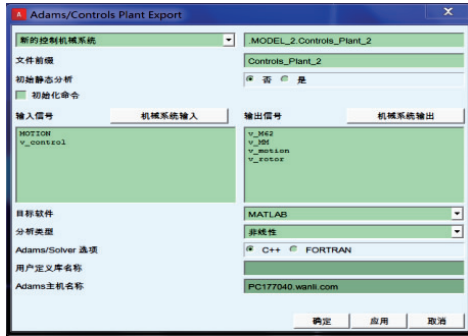 Adams/Controls Plant Export
新的控制机械系统
.MODEL_2.Controls_Plant_2
文件前缀
Controls_Plant_2
初始静态分析
否 是
初始化命令
输入信号
机械系统输入
输出信号
机械系统输出
MOTION
v_control
v_M62
v_MM
v_motion
v_rotor
目标软件
MATLAB
分析类型
非线性
Adams/Solver 选项
C++ FORTRAN
用户定义库名称
Adams主机名称
PC177040.wanli.com
确定
应用
取消